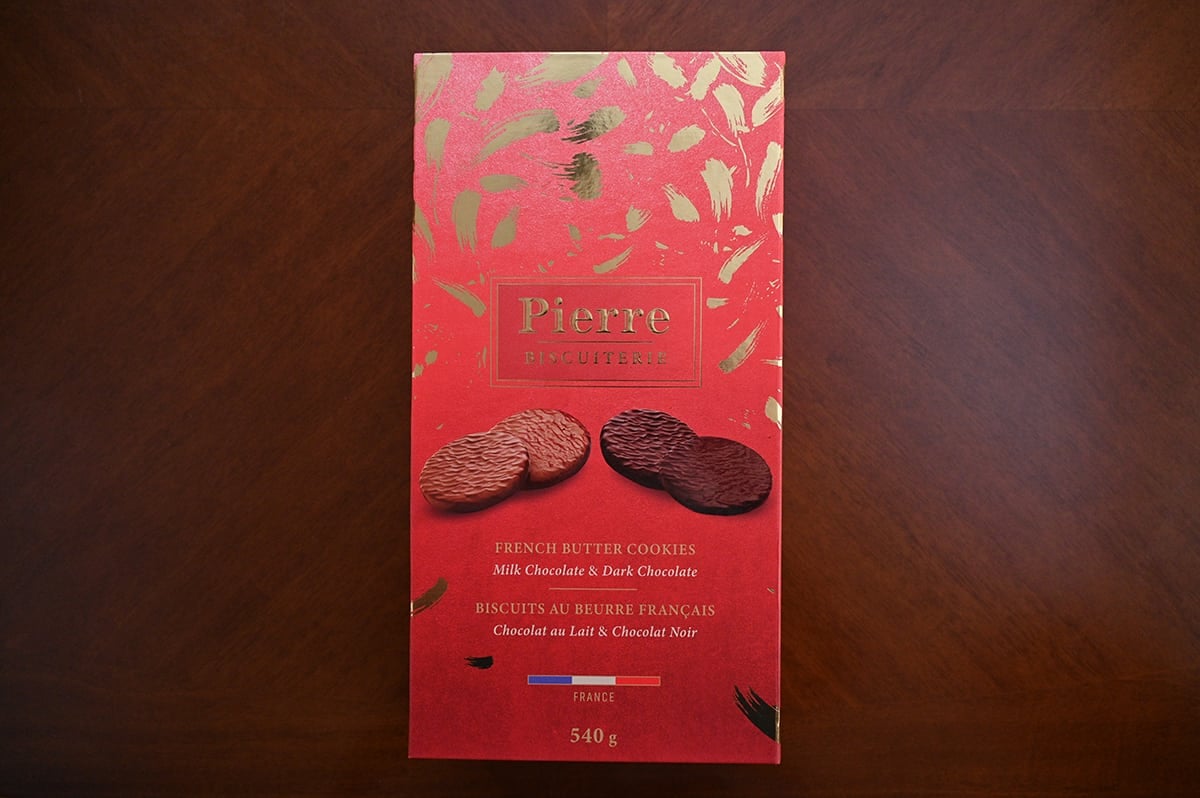 Pierre
BISCUITERIE
FRENCH BUTTER COOKIES
Milk Chocolate & Dark Chocolate
BISCUITS AU BEURRE FRANÇAIS
Chocolat au Lait & Chocolat Noir
FRANCE
540 g